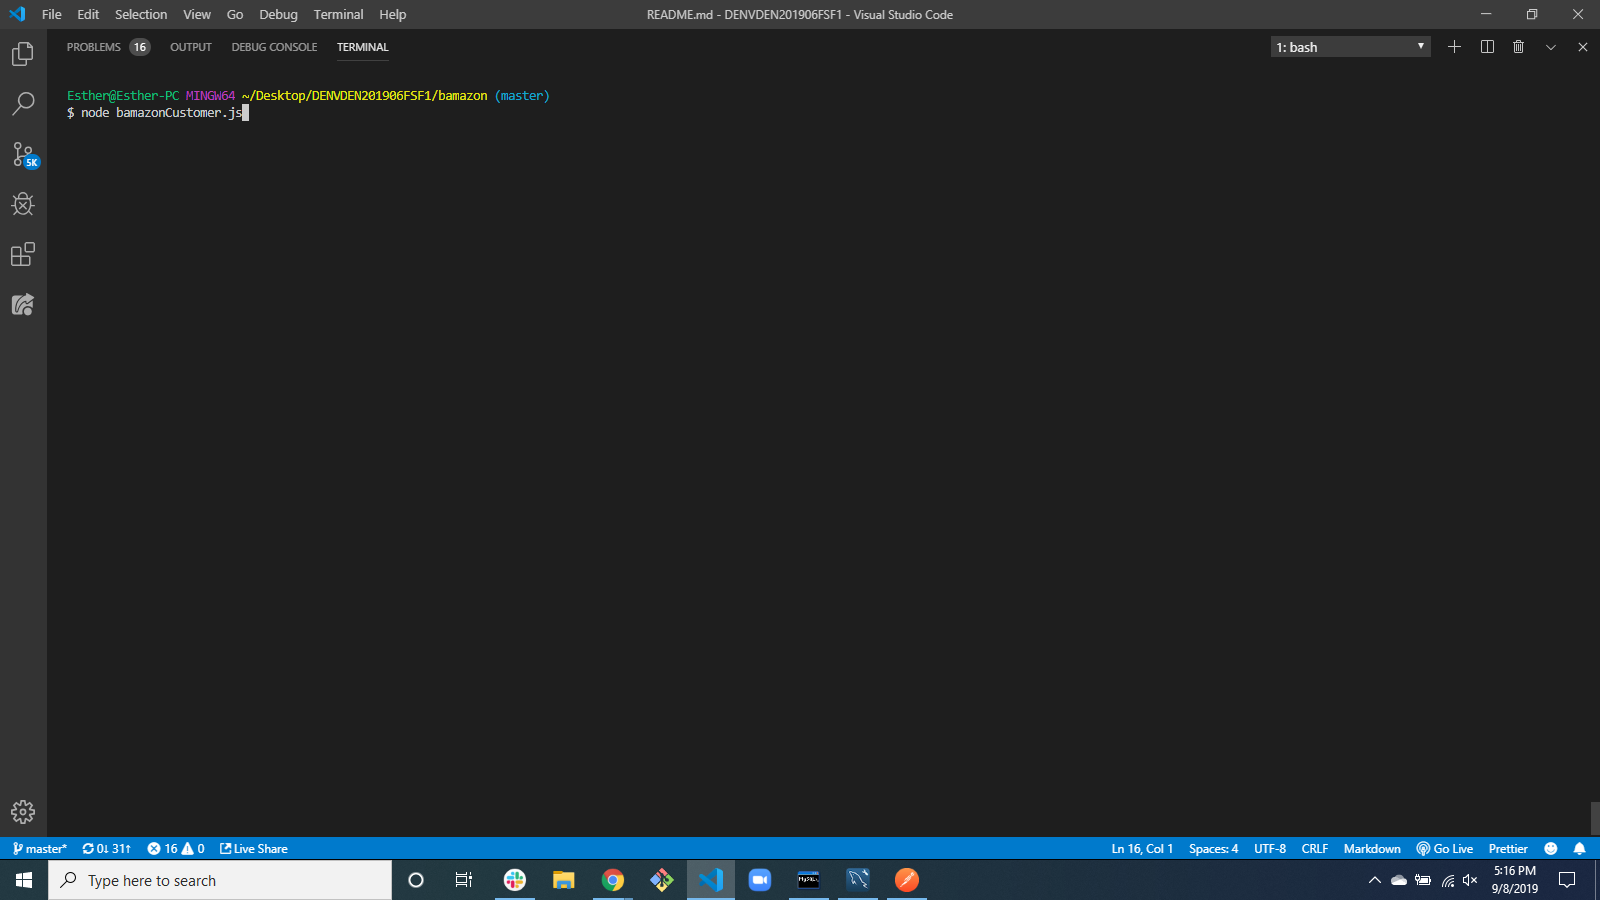 File Edit Selection View Go Debug Terminal Help
README.md - DENVDEN201906FSF1 - Visual Studio Code
PROBLEMS 16 OUTPUT DEBUG CONSOLE TERMINAL
1: bash
Esther@Esther-PC MINGW64 ~/Desktop/DENVDEN201906FSF1/bamazon (master)
$ node bamazonCustomer.js
5K
master* 0↓ 31↑ 16 0 Live Share
Ln 16, Col 1 Spaces: 4 UTF-8 CRLF Markdown Go Live Prettier
Type here to search
MySQL
5:16 PM
9/8/2019